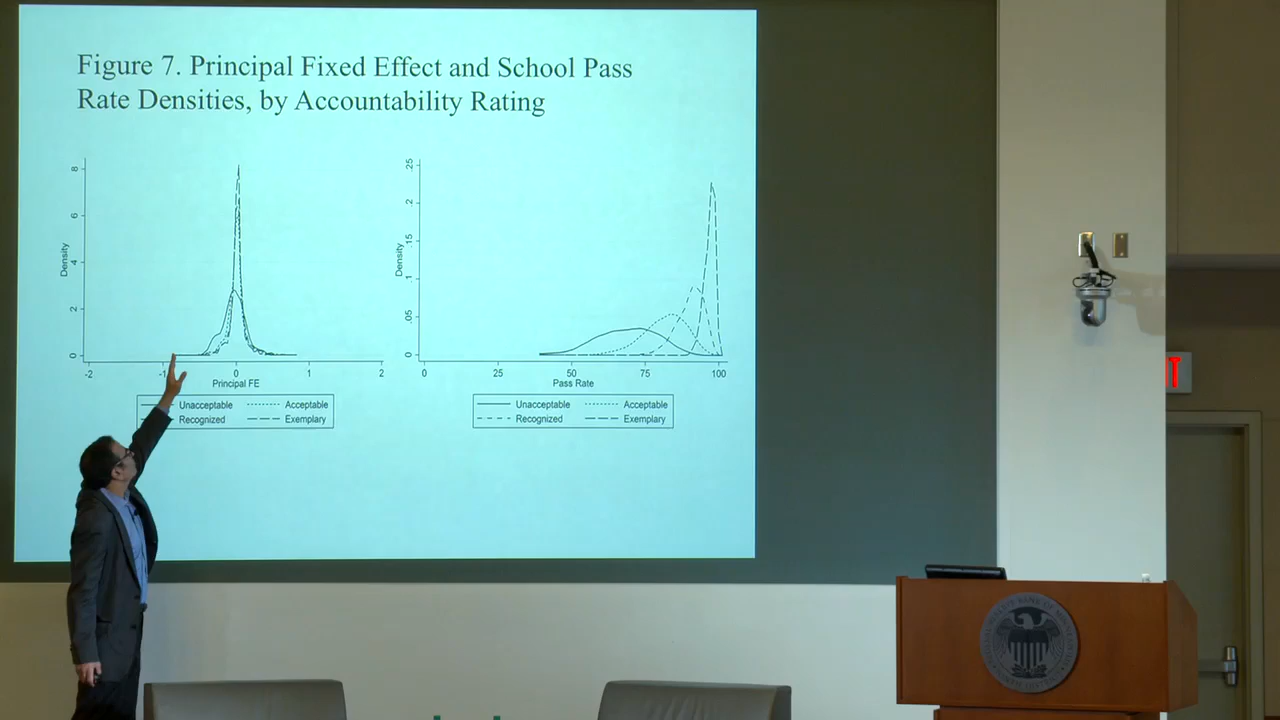 Figure 7. Principal Fixed Effect and School Pass
Rate Densities, by Accountability Rating
Density
0 2 4 6 8
-2 -1 0 1 2
Principal FE
Unacceptable Acceptable
Recognized Exemplary
Density
0 .05 .1 .15 .2 .25
0 25 50 75 100
Pass Rate
Unacceptable Acceptable
Recognized Exemplary
IT